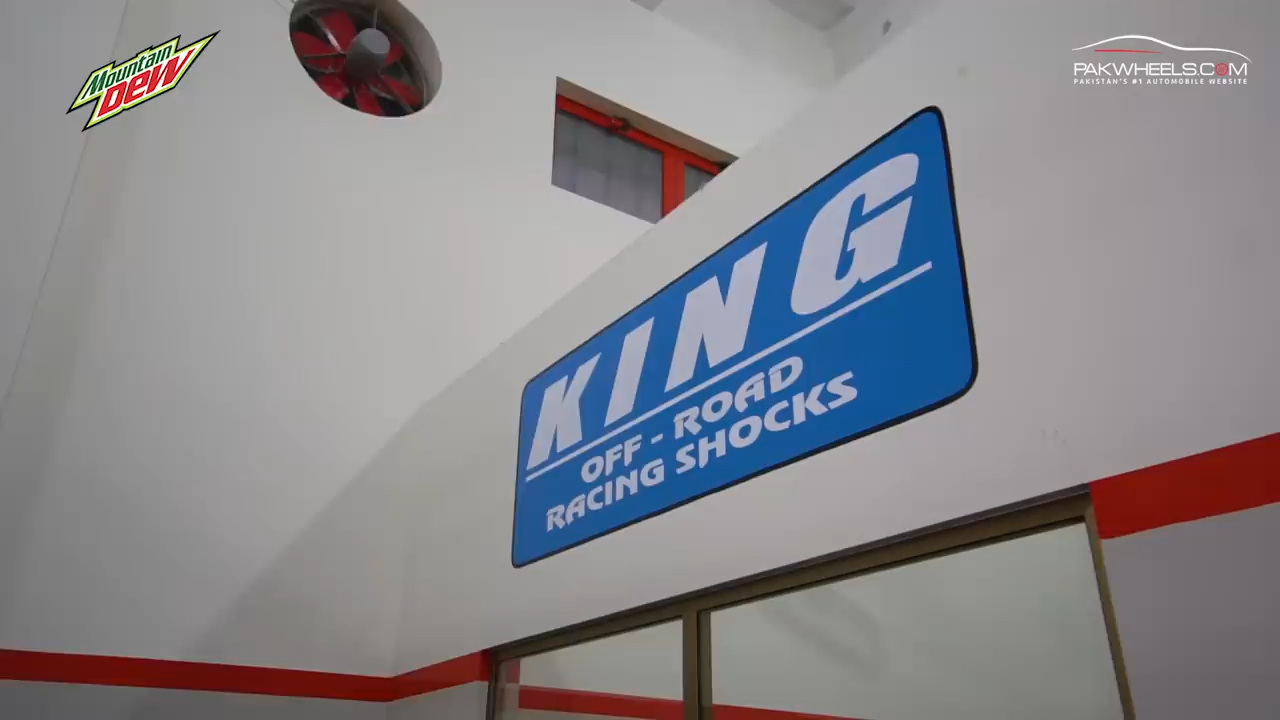 Mountain
DEW
PAKWHEELS.COM
PAKISTAN'S #1 AUTOMOBILE WEBSITE
KING
OFF - ROAD
RACING SHOCKS